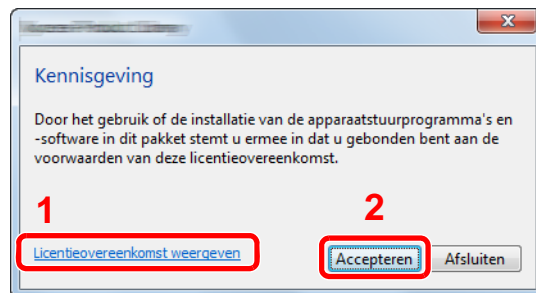 Kennisgeving
Door het gebruik of de installatie van de apparaatstuurprogramma's en
-software in dit pakket stemt u ermee in dat u gebonden bent aan de
voorwaarden van deze licentieovereenkomst.
1
2
Licentieovereenkomst weergeven
Accepteren
Afsluiten